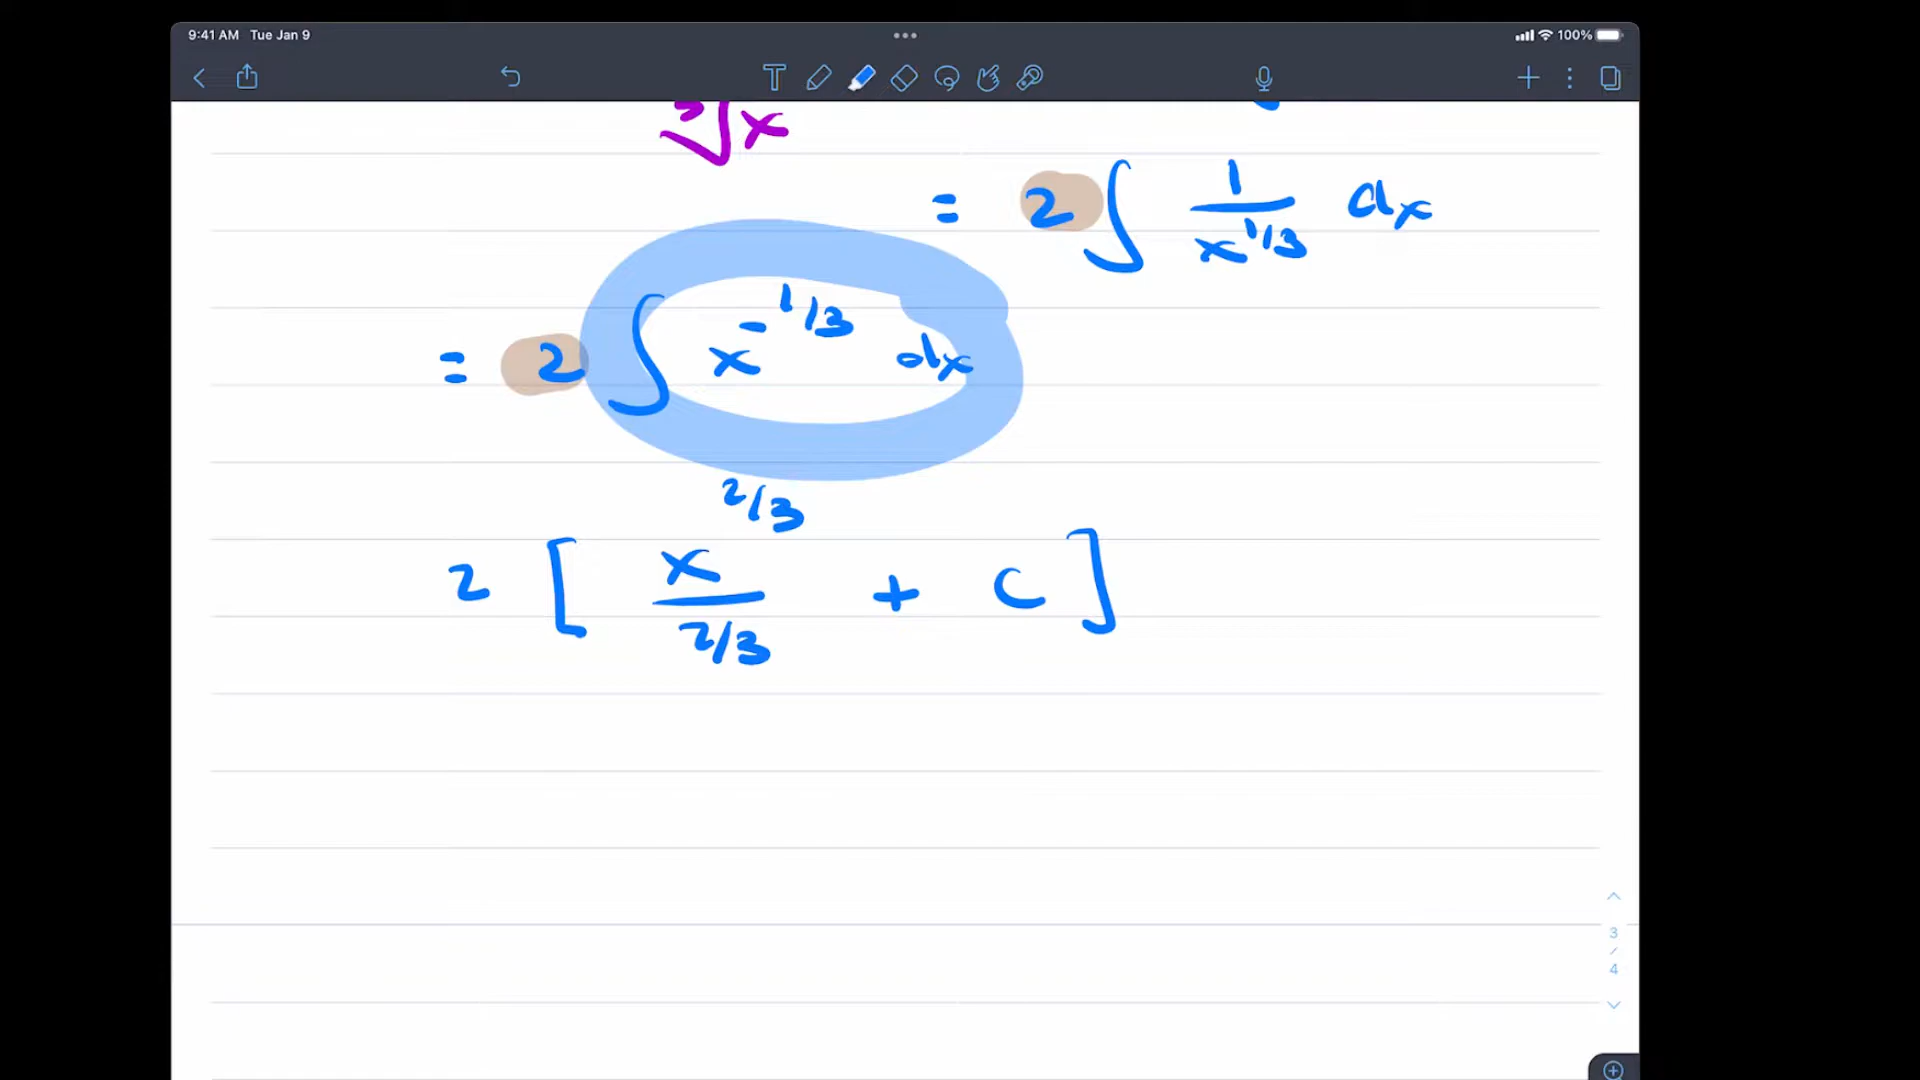 9:41 AM Tue Jan 9
100%
T
∛x
= 2 ∫ 1/x^{1/3} dx
= 2 ∫ x^{-1/3} dx
2 [ x^{2/3}/(2/3) + C ]
3
/
4